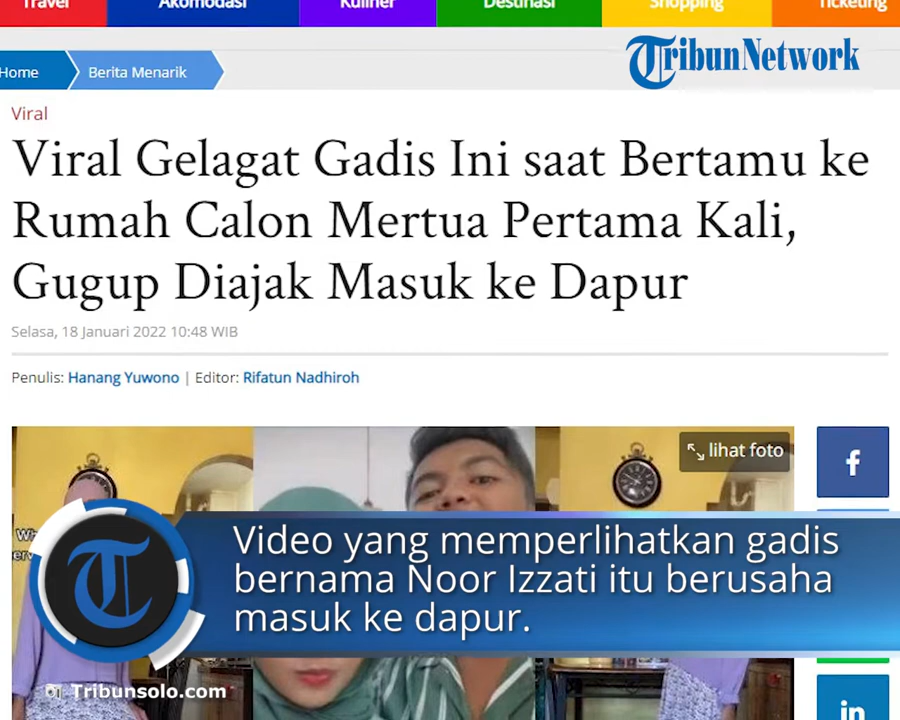 Travel Akomodasi Kuliner Destinasi Shopping Ticketing
TribunNetwork
Home Berita Menarik
Viral
Viral Gelagat Gadis Ini saat Bertamu ke
Rumah Calon Mertua Pertama Kali,
Gugup Diajak Masuk ke Dapur
Selasa, 18 Januari 2022 10:48 WIB
Penulis: Hanang Yuwono | Editor: Rifatun Nadhiroh
lihat foto
f
Video yang memperlihatkan gadis
bernama Noor Izzati itu berusaha
masuk ke dapur.
T
Tribunsolo.com
in